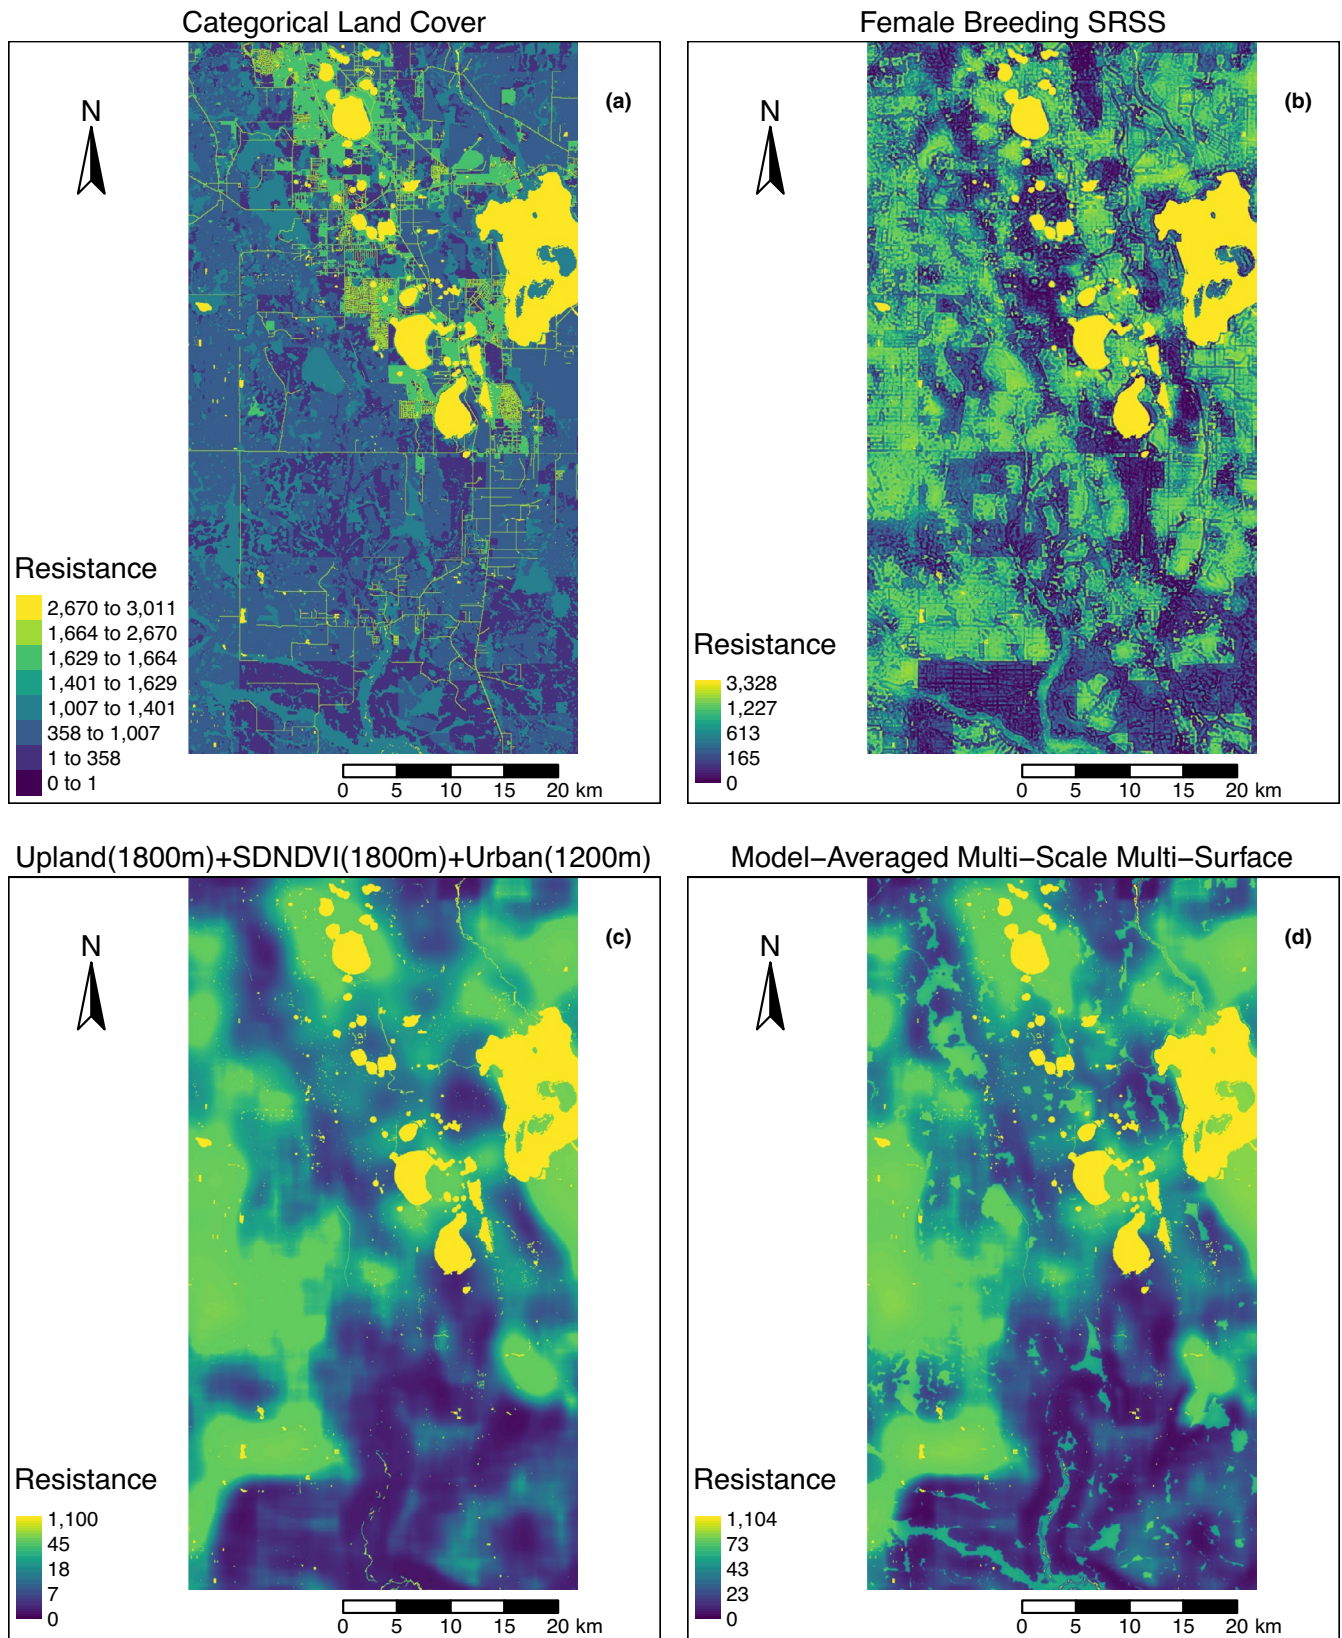 Categorical Land Cover
N
(a)
Resistance
2,670 to 3,011
1,664 to 2,670
1,629 to 1,664
1,401 to 1,629
1,007 to 1,401
358 to 1,007
1 to 358
0 to 1
0 5 10 15 20 km
Female Breeding SRSS
N
(b)
Resistance
3,328
1,227
613
165
0
0 5 10 15 20 km
Upland(1800m)+SDNDVI(1800m)+Urban(1200m)
N
(c)
Resistance
1,100
45
18
7
0
0 5 10 15 20 km
Model−Averaged Multi−Scale Multi−Surface
N
(d)
Resistance
1,104
73
43
23
0
0 5 10 15 20 km